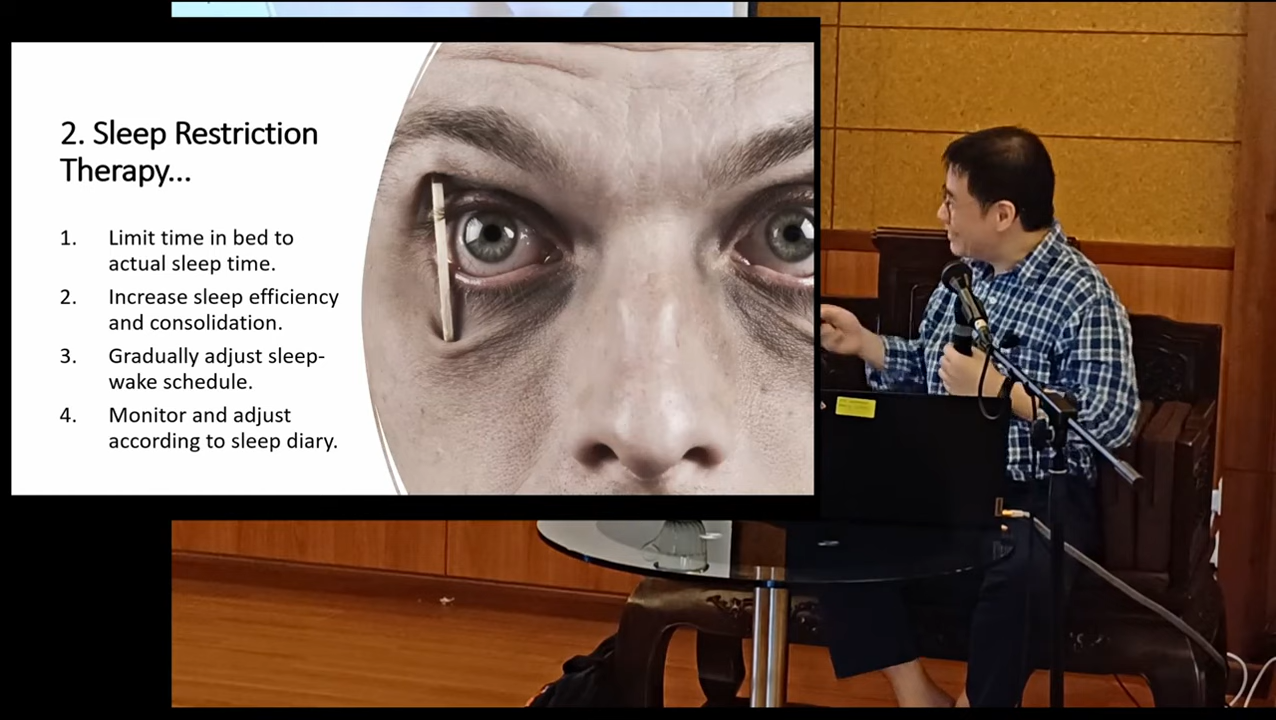 2. Sleep Restriction
Therapy...
1. Limit time in bed to
actual sleep time.
2. Increase sleep efficiency
and consolidation.
3. Gradually adjust sleep-
wake schedule.
4. Monitor and adjust
according to sleep diary.